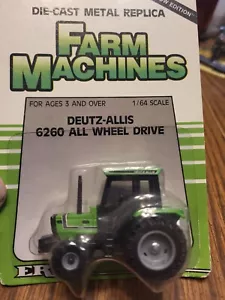 DIE-CAST METAL REPLICA
EDITION
FARM
MACHINES
FOR AGES 3 AND OVER 1/64 SCALE
DEUTZ-ALLIS
6260 ALL WHEEL DRIVE